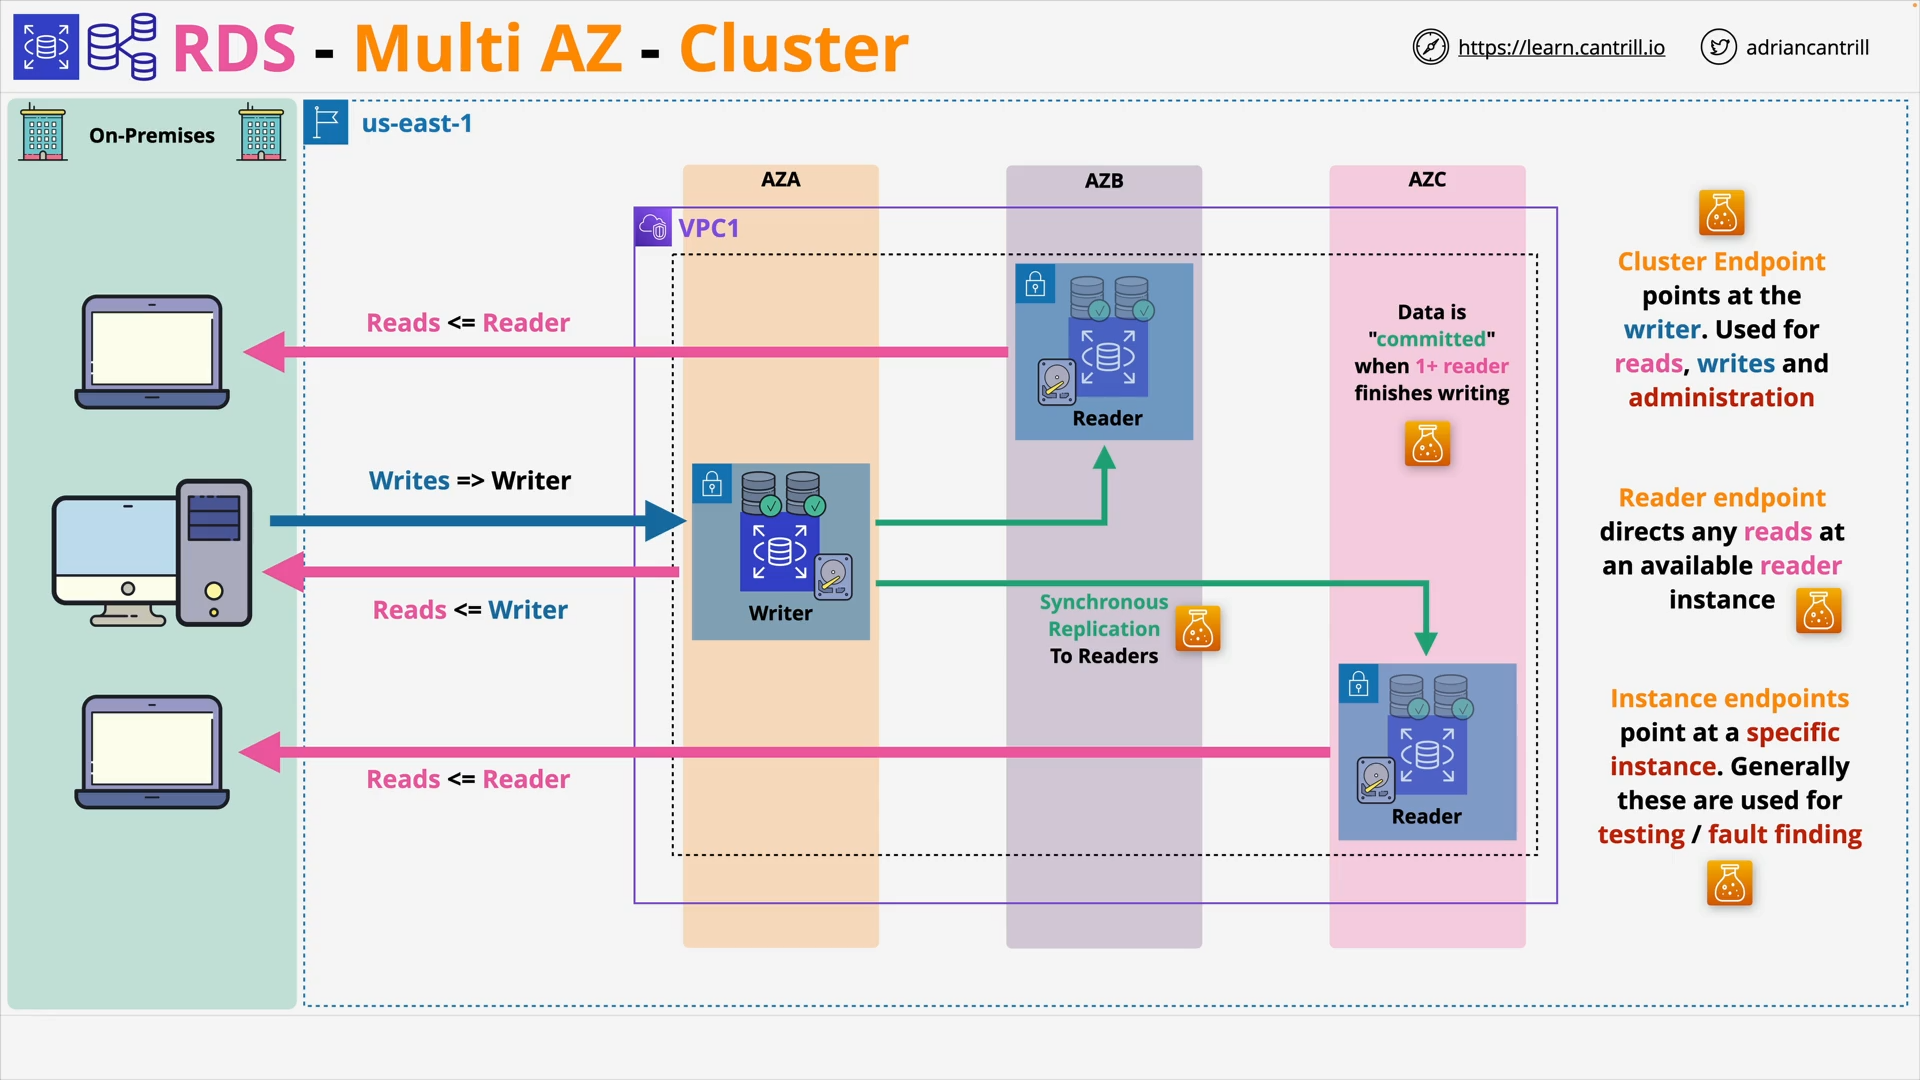 RDS - Multi AZ - Cluster
https://learn.cantrill.io
adriancantrill
On-Premises
us-east-1
AZA
AZB
AZC
VPC1
Reads <= Reader
Writes => Writer
Reads <= Writer
Reads <= Reader
Reader
Writer
Synchronous
Replication
To Readers
Data is
"committed"
when 1+ reader
finishes writing
Reader
Cluster Endpoint
points at the
writer. Used for
reads, writes and
administration
Reader endpoint
directs any reads at
an available reader
instance
Instance endpoints
point at a specific
instance. Generally
these are used for
testing / fault finding